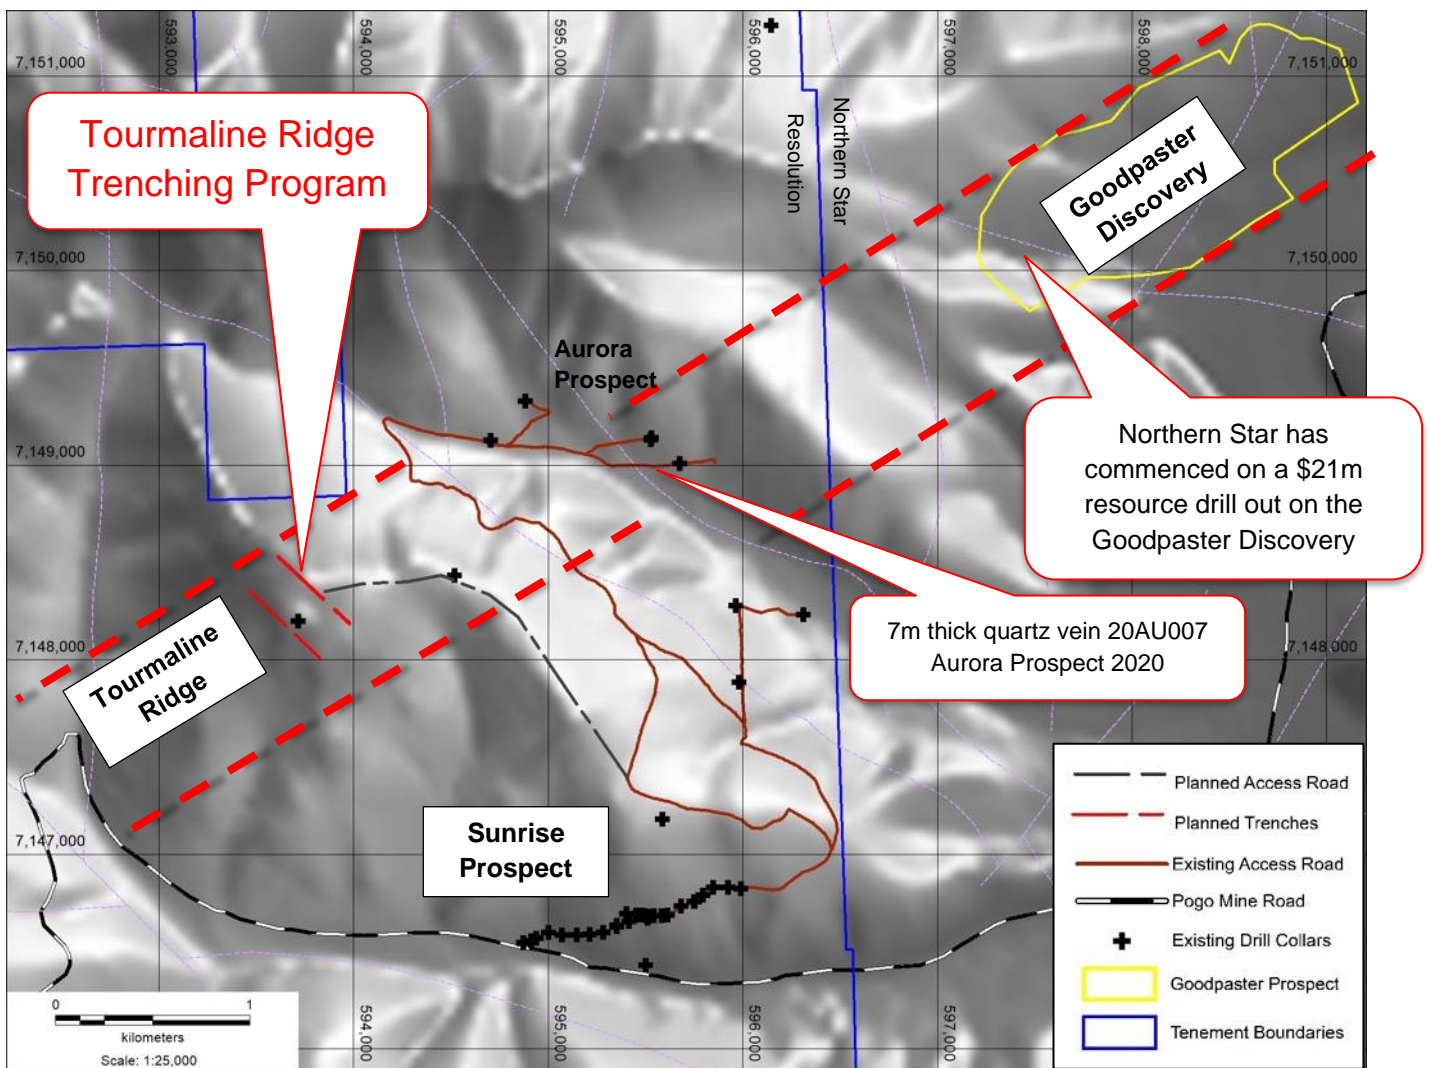 593,000
594,000
595,000
596,000
597,000
598,000
7,151,000
7,151,000
Tourmaline Ridge
Trenching Program
Northern Star
Resolution
Goodpaster
Discovery
7,150,000
7,150,000
Aurora
Prospect
7,149,000
Northern Star has
commenced on a $21m
resource drill out on the
Goodpaster Discovery
7m thick quartz vein 20AU007
Aurora Prospect 2020
7,148,000
7,148,000
Tourmaline
Ridge
7,147,000
Sunrise
Prospect
Planned Access Road
Planned Trenches
Existing Access Road
Pogo Mine Road
Existing Drill Collars
Goodpaster Prospect
Tenement Boundaries
0 1
kilometers
Scale: 1:25,000
594,000
595,000
596,000
597,000